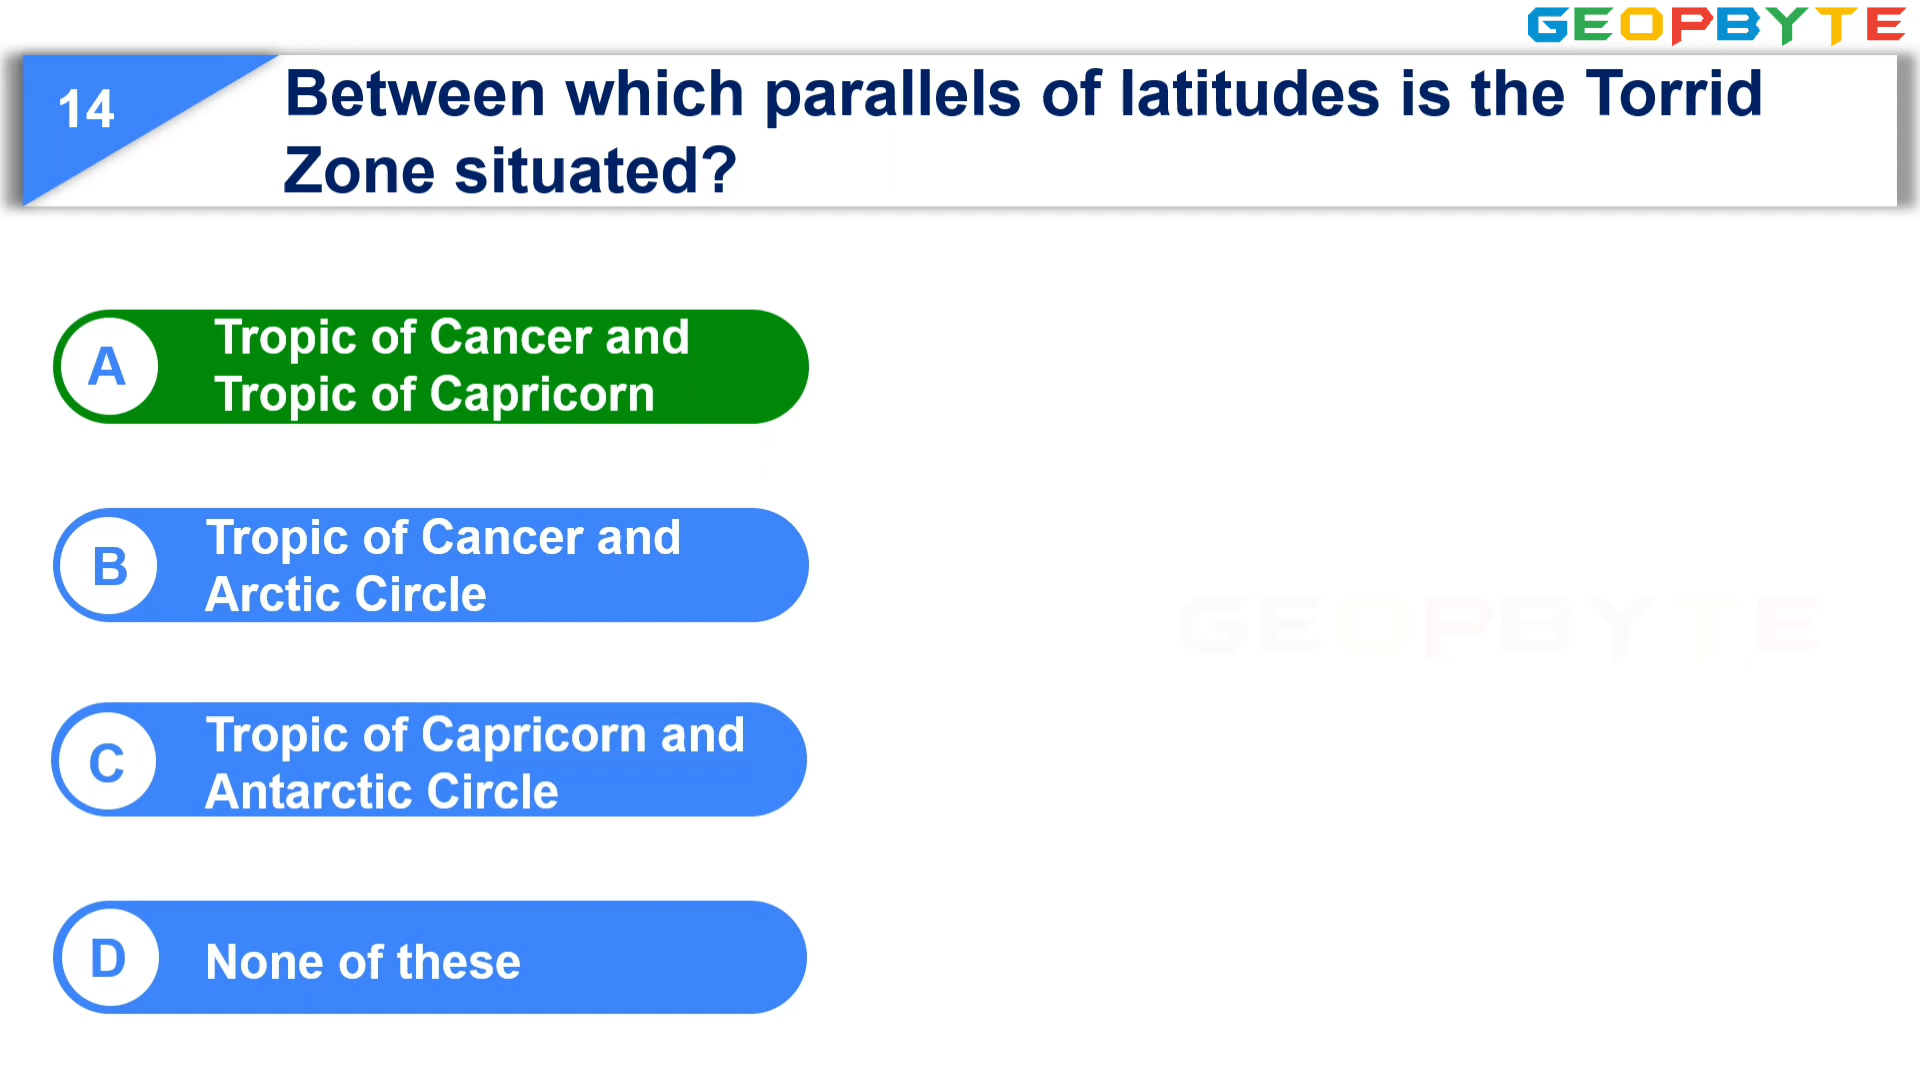 GEOPBYTE
14
Between which parallels of latitudes is the Torrid
Zone situated?
A
Tropic of Cancer and
Tropic of Capricorn
B
Tropic of Cancer and
Arctic Circle
GEOPBYTE
C
Tropic of Capricorn and
Antarctic Circle
D
None of these